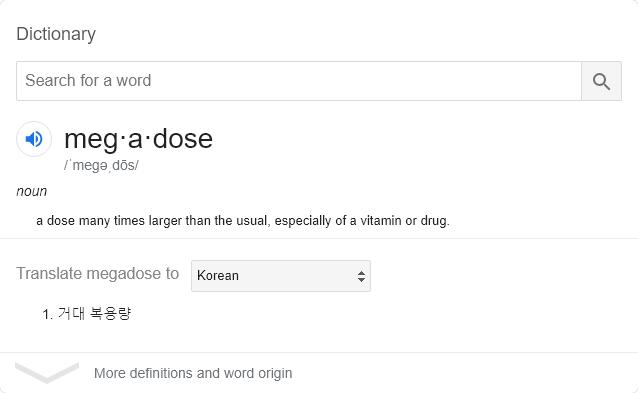 Dictionary
Search for a word
meg·a·dose
/ˈmeɡəˌdōs/
noun
a dose many times larger than the usual, especially of a vitamin or drug.
Translate megadose to Korean
1. 거대 복용량
More definitions and word origin